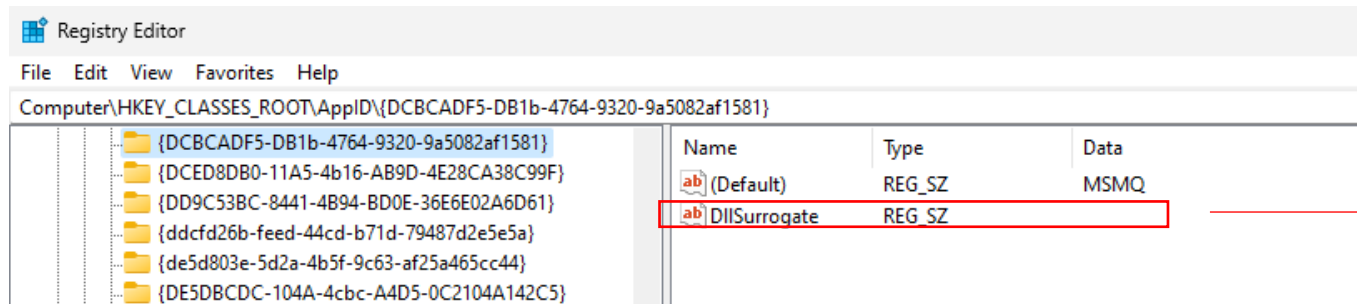 Registry Editor
File Edit View Favorites Help
Computer\HKEY_CLASSES_ROOT\AppID\{DCBCADF5-DB1b-4764-9320-9a5082af1581}
{DCBCADF5-DB1b-4764-9320-9a5082af1581}
{DCED8DB0-11A5-4b16-AB9D-4E28CA38C99F}
{DD9C53BC-8441-4B94-BD0E-36E6E02A6D61}
{ddcfd26b-feed-44cd-b71d-79487d2e5e5a}
{de5d803e-5d2a-4b5f-9c63-af25a465cc44}
{DE5DBCDC-104A-4cbc-A4D5-0C2104A142C5}
Name Type Data
ab (Default) REG_SZ MSMQ
ab DllSurrogate REG_SZ